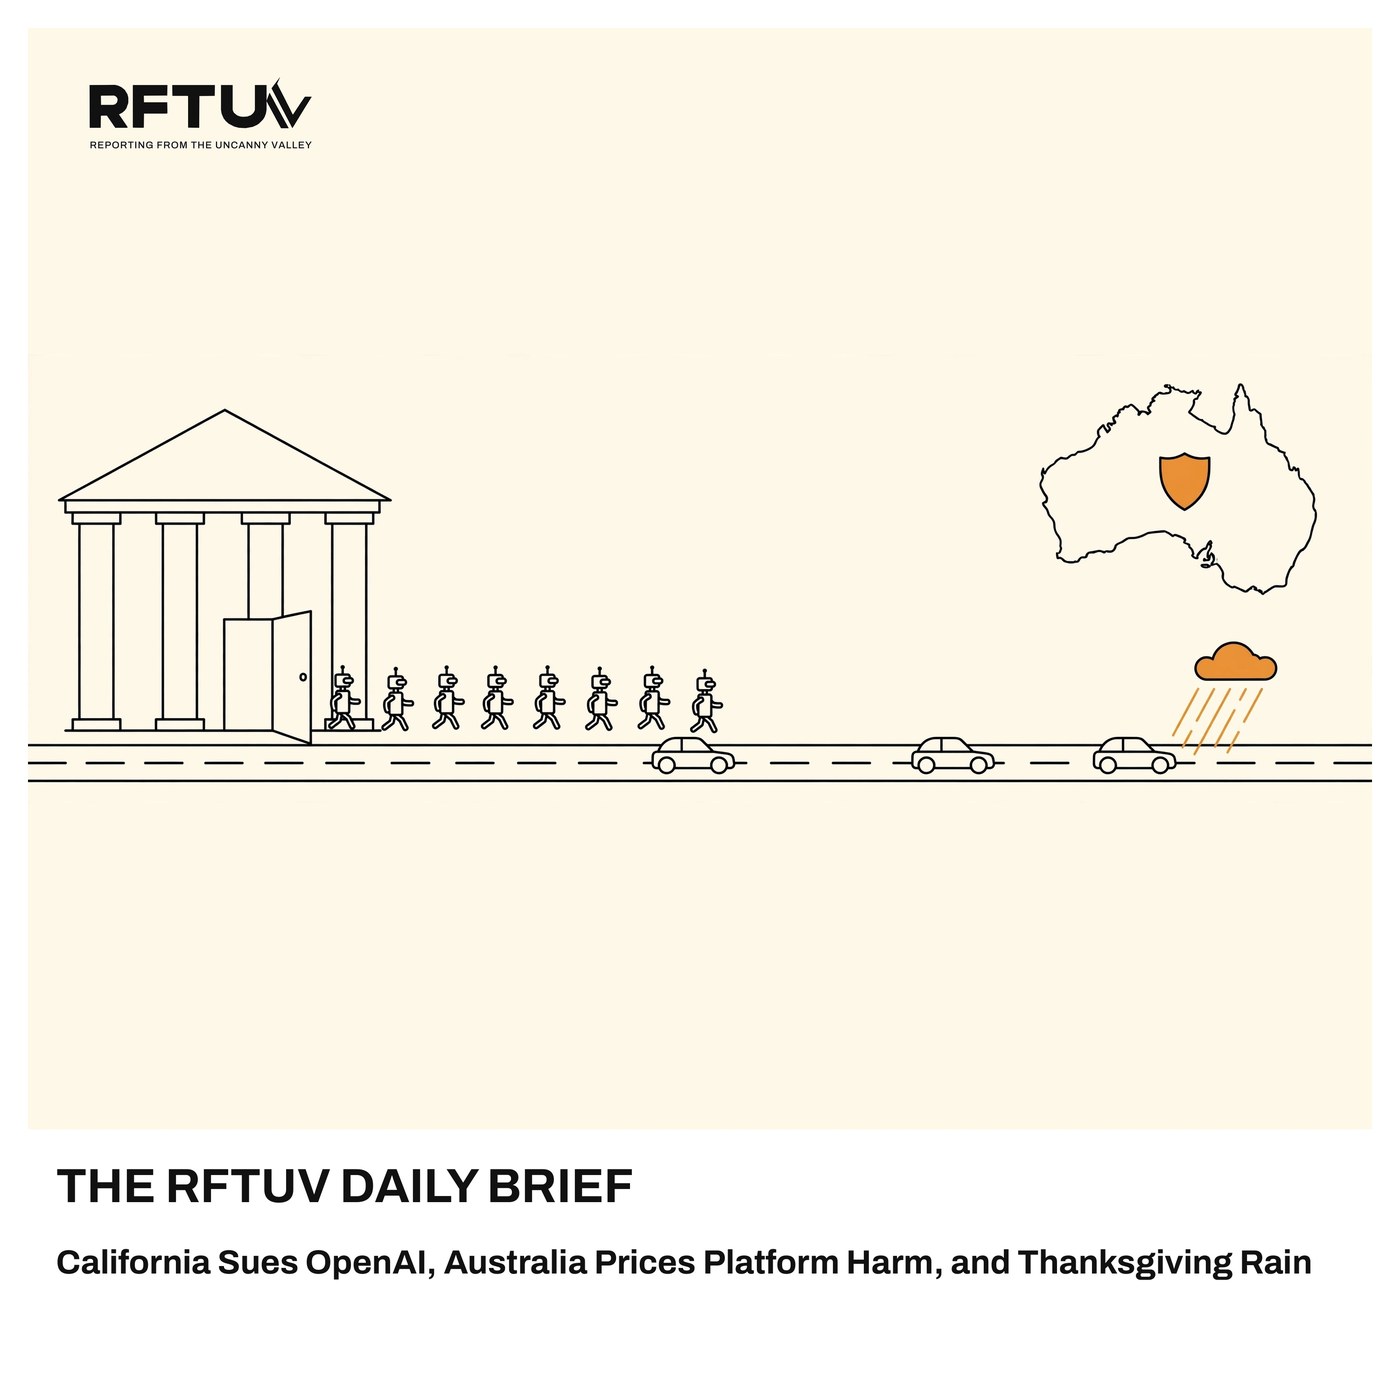 RFTUV
REPORTING FROM THE UNCANNY VALLEY
THE RFTUV DAILY BRIEF
California Sues OpenAI, Australia Prices Platform Harm, and Thanksgiving Rain